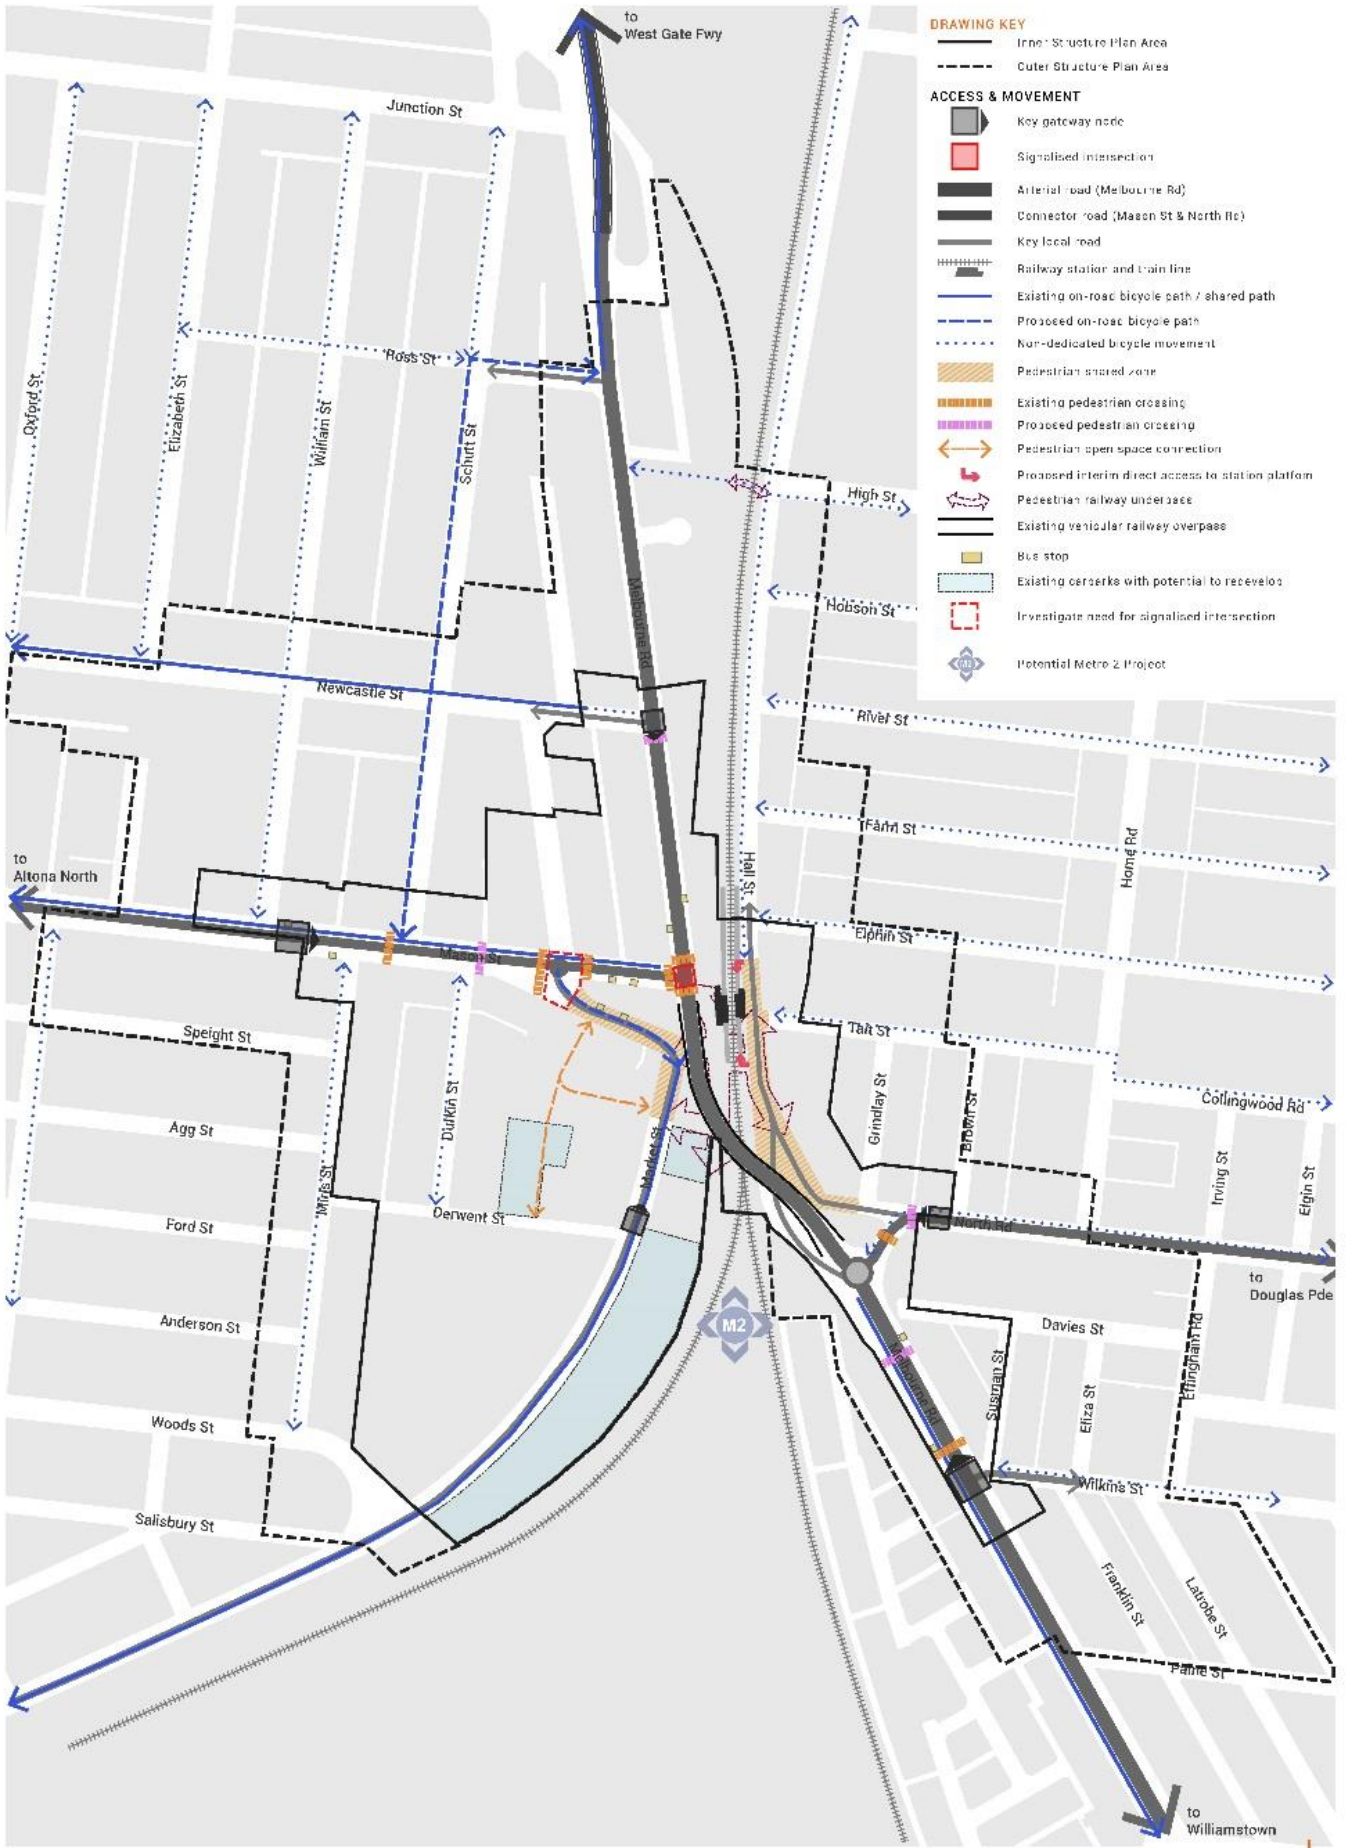 to
West Gate Fwy
DRAWING KEY
Inner Structure Plan Area
Outer Structure Plan Area
ACCESS & MOVEMENT
Key gateway node
Signalised intersection
Arterial road (Melbourne Rd)
Connector road (Mason St & North Rd)
Key local road
Railway station and train line
Existing on-road bicycle path / shared path
Proposed on-road bicycle path
Non-dedicated bicycle movement
Pedestrian shared zone
Existing pedestrian crossing
Proposed pedestrian crossing
Pedestrian open space connection
Proposed interim direct access to station platform
Pedestrian railway underpass
Existing vehicular railway overpass
Bus stop
Existing carparks with potential to redevelop
Investigate need for signalised intersection
M2
Potential Metro 2 Project
Junction St
Ross St
Oxford St
Elizabeth St
William St
Schutt St
High St
Hobson St
Melbourne Rd
Newcastle St
River St
Farm St
Home Rd
Hall St
to
Altona North
Elphin St
Mason St
Tait St
Speight St
Collingwood Rd
Grindlay St
Brown St
Agg St
Dufkin St
Market St
Mirls St
Irving St
Elgin St
Ford St
Derwent St
North Rd
to
Douglas Pde
M2
Anderson St
Davies St
Effingham Rd
Melbourne Rd
Susman St
Eliza St
Woods St
Wilkins St
Salisbury St
Franklin St
Latrobe St
Paine St
to
Williamstown